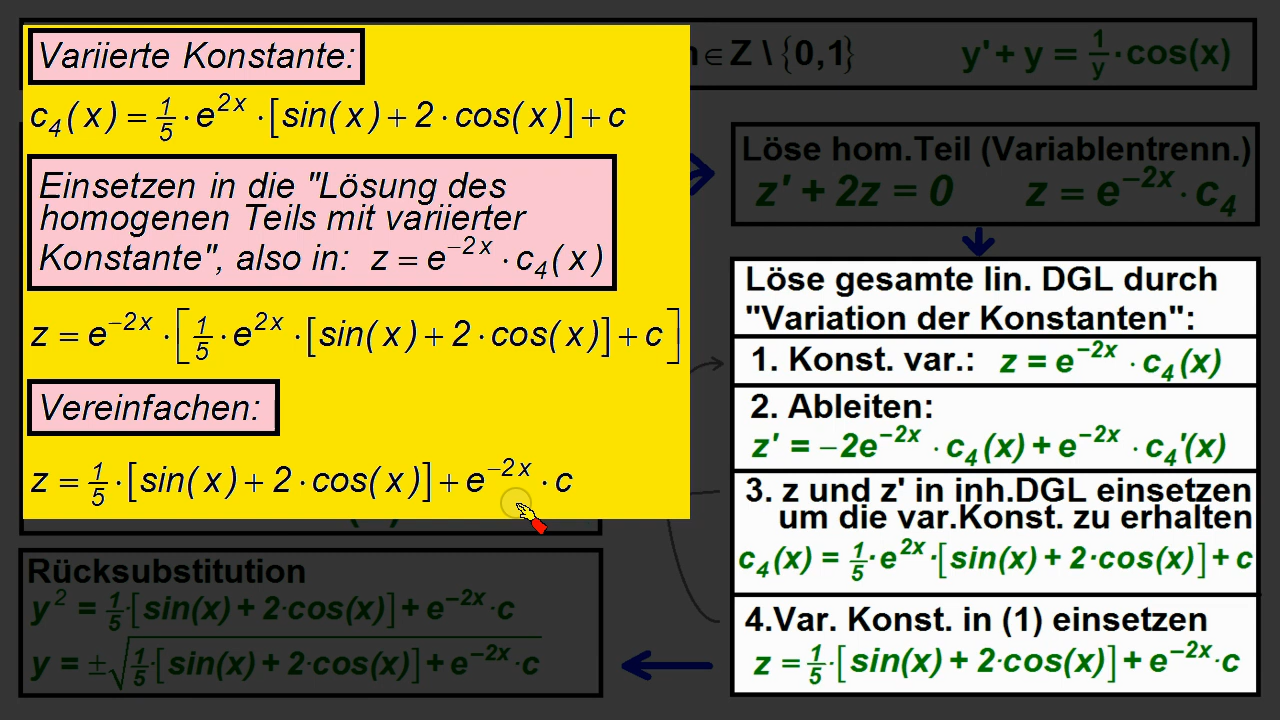 Variierte Konstante:
c₄(x) = 1/5 · e^2x · [sin(x) + 2 · cos(x)] + c
Einsetzen in die "Lösung des
homogenen Teils mit variierter
Konstante", also in: z = e^−2x · c₄(x)
z = e^−2x · [1/5 · e^2x · [sin(x) + 2 · cos(x)] + c]
Vereinfachen:
z = 1/5 · [sin(x) + 2 · cos(x)] + e^−2x · c
n ∈ Z \ {0,1} y' + y = 1/y · cos(x)
Löse hom.Teil (Variablentrenn.)
z' + 2z = 0 z = e^−2x · c₄
Löse gesamte lin. DGL durch
"Variation der Konstanten":
1. Konst. var.: z = e^−2x · c₄(x)
2. Ableiten:
z' = −2e^−2x · c₄(x) + e^−2x · c₄'(x)
3. z und z' in inh.DGL einsetzen
um die var.Konst. zu erhalten
c₄(x) = 1/5 · e^2x · [sin(x) + 2·cos(x)] + c
4.Var. Konst. in (1) einsetzen
z = 1/5 · [sin(x) + 2·cos(x)] + e^−2x · c
Rücksubstitution
y² = 1/5 · [sin(x) + 2·cos(x)] + e^−2x · c
y = ±√(1/5 · [sin(x) + 2·cos(x)] + e^−2x · c)